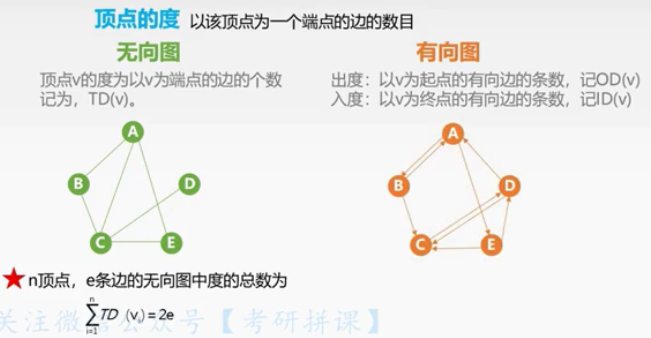 顶点的度 以该顶点为一个端点的边的数目
无向图
顶点v的度为以v为端点的边的个数
记为，TD(v)。
A
B
D
C
E
有向图
出度：以v为起点的有向边的条数，记OD(v)
入度：以v为终点的有向边的条数，记ID(v)
A
B
D
C
E
★n顶点，e条边的无向图中度的总数为
n
∑TD (vᵢ) = 2e
i=1
关注微信公众号【考研拼课】